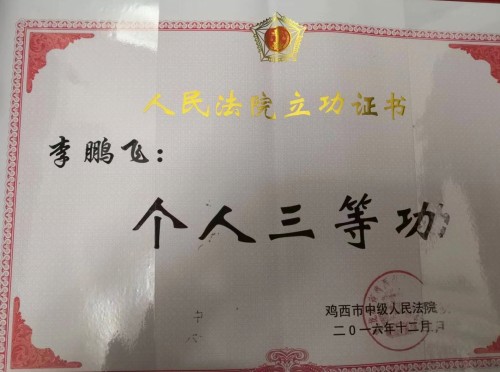 人民法院立功证书
李鹏飞：
个人三等功
鸡西市中级人民法院
二〇一六年十二月